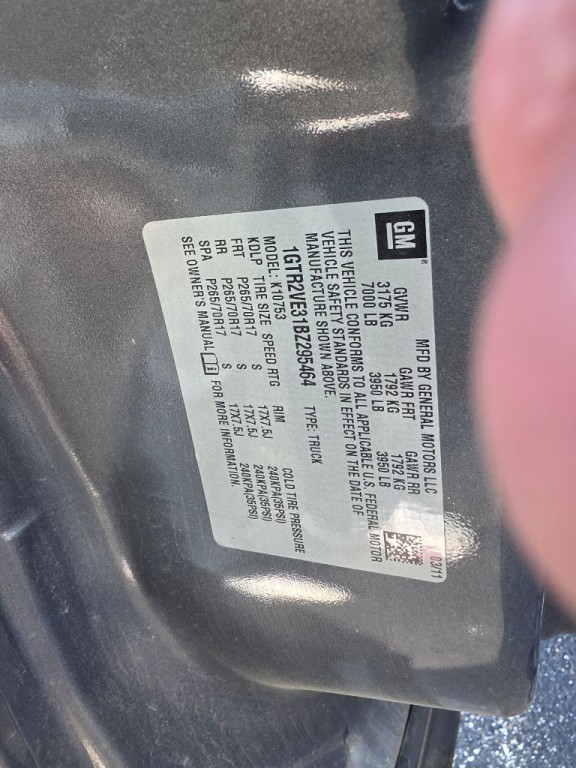 GM ®
MFD BY GENERAL MOTORS LLC 03/11
GVWR GAWR FRT GAWR RR
3175 KG 1792 KG 1792 KG
7000 LB 3950 LB 3950 LB
THIS VEHICLE CONFORMS TO ALL APPLICABLE U.S. FEDERAL MOTOR
VEHICLE SAFETY STANDARDS IN EFFECT ON THE DATE OF
MANUFACTURE SHOWN ABOVE.
1GTR2VE31BZ295464 TYPE: TRUCK
MODEL: K10753 COLD TIRE PRESSURE
KDLP TIRE SIZE SPEED RTG RIM
FRT P265/70R17 S 17X7.5J 240KPA(35PSI)
RR P265/70R17 S 17X7.5J 240KPA(35PSI)
SPA P265/70R17 S 17X7.5J 240KPA(35PSI)
SEE OWNER'S MANUAL i FOR MORE INFORMATION.